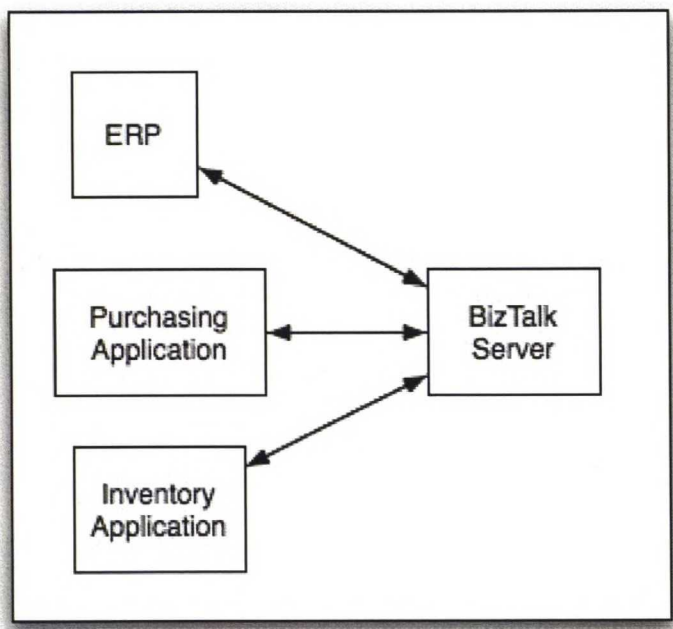 ERP
Purchasing
Application
BizTalk
Server
Inventory
Application